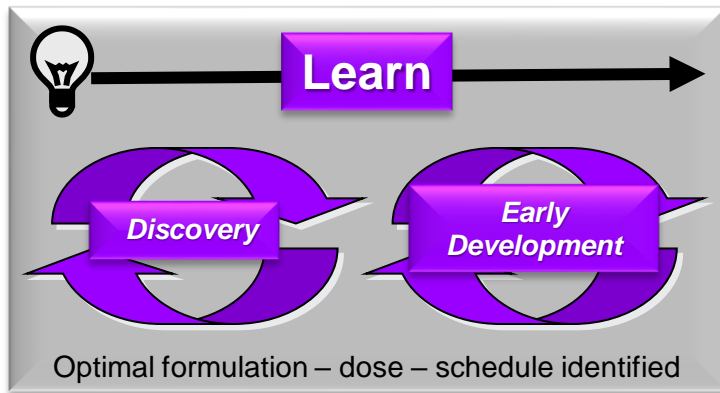 Learn
Discovery
Early
Development
Optimal formulation – dose – schedule identified